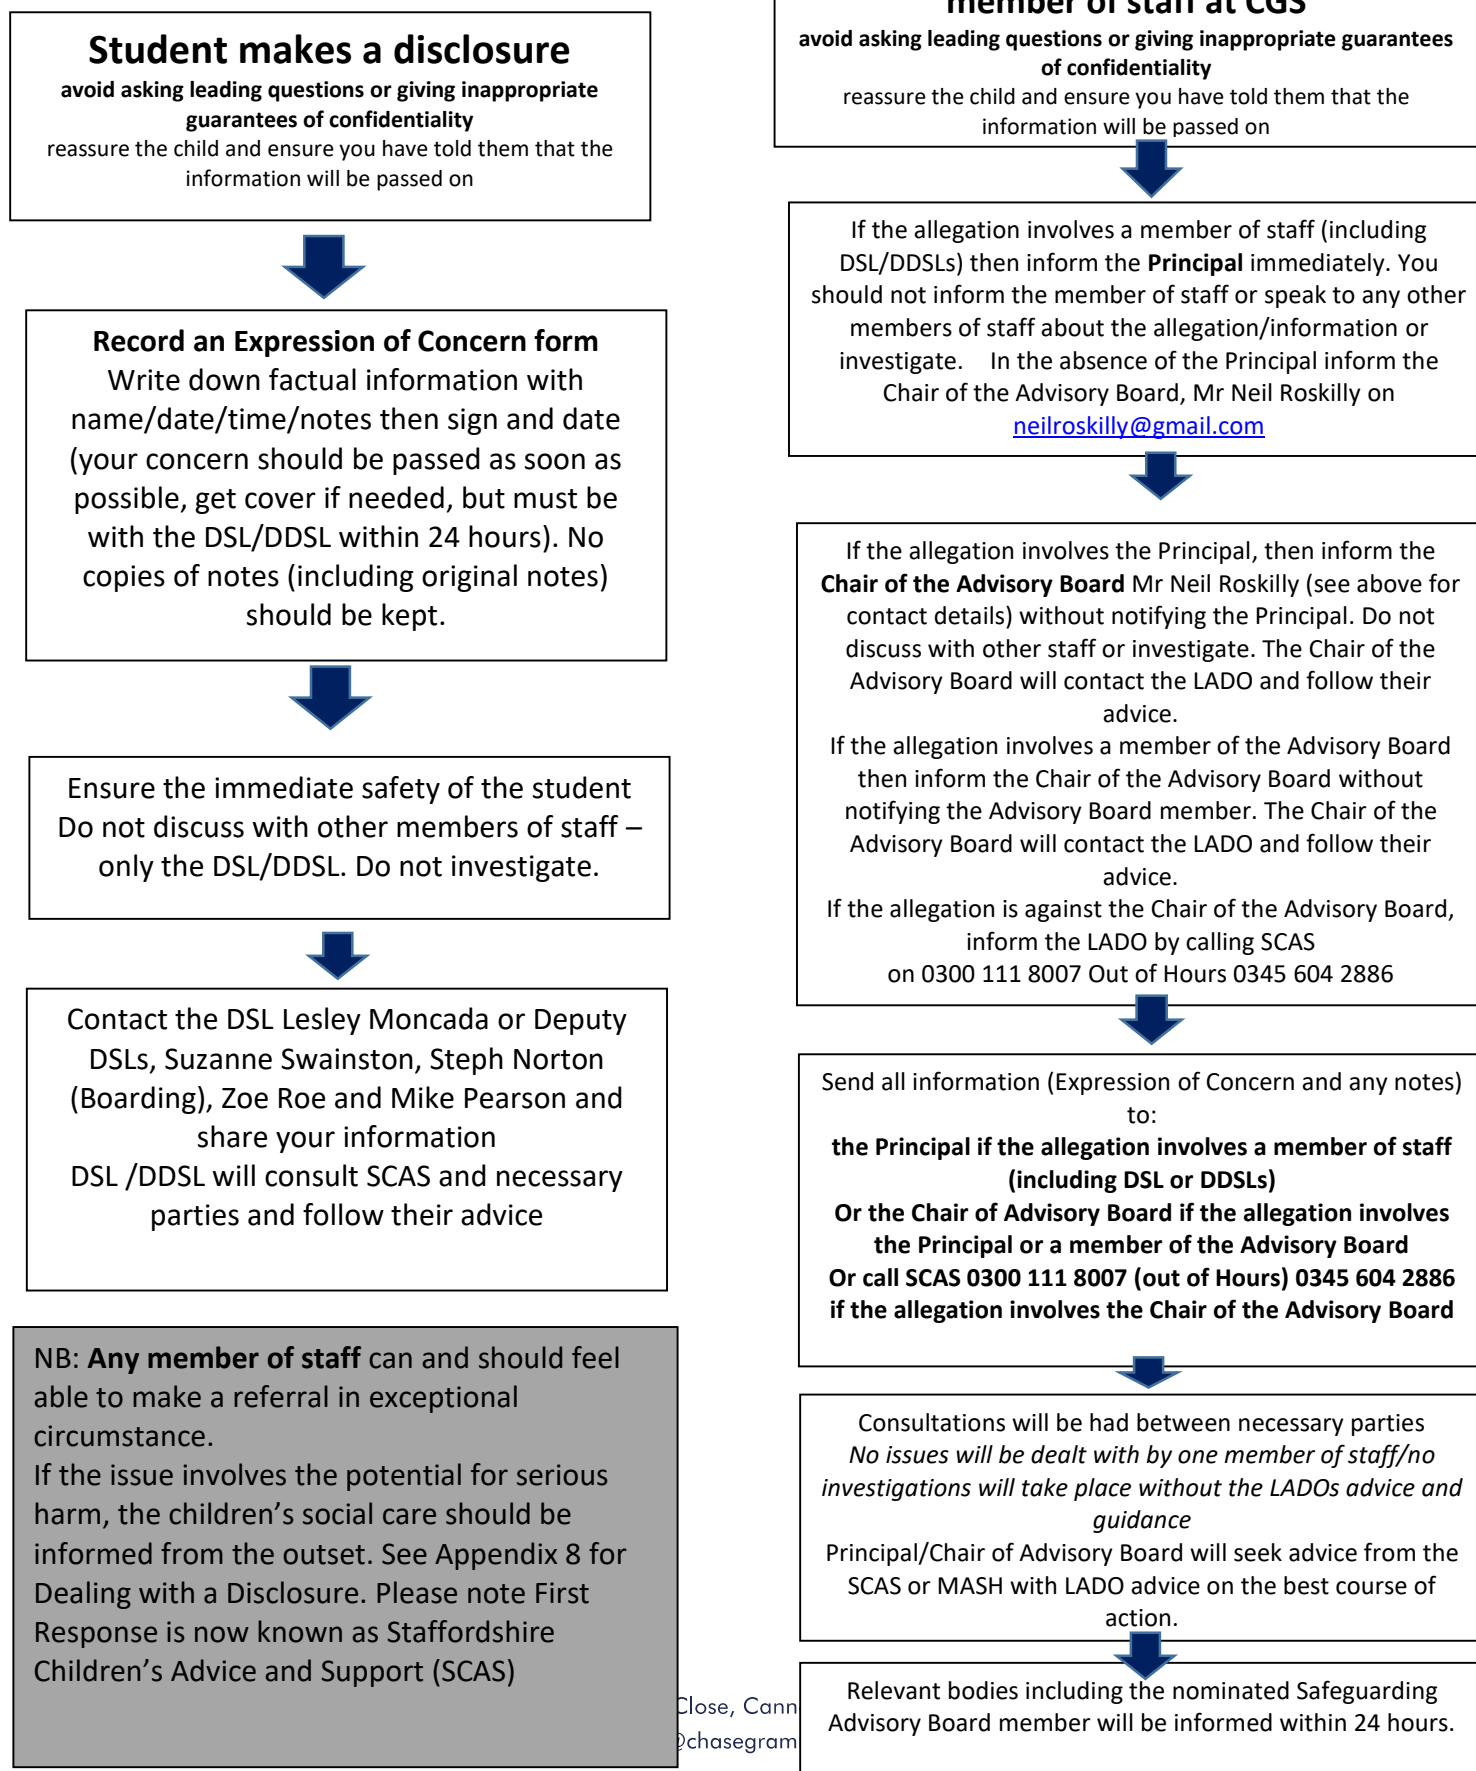 Student makes a disclosure
avoid asking leading questions or giving inappropriate
guarantees of confidentiality
reassure the child and ensure you have told them that the
information will be passed on
Record an Expression of Concern form
Write down factual information with
name/date/time/notes then sign and date
(your concern should be passed as soon as
possible, get cover if needed, but must be
with the DSL/DDSL within 24 hours). No
copies of notes (including original notes)
should be kept.
Ensure the immediate safety of the student
Do not discuss with other members of staff –
only the DSL/DDSL. Do not investigate.
Contact the DSL Lesley Moncada or Deputy
DSLs, Suzanne Swainston, Steph Norton
(Boarding), Zoe Roe and Mike Pearson and
share your information
DSL /DDSL will consult SCAS and necessary
parties and follow their advice
NB: Any member of staff can and should feel
able to make a referral in exceptional
circumstance.
If the issue involves the potential for serious
harm, the children’s social care should be
informed from the outset. See Appendix 8 for
Dealing with a Disclosure. Please note First
Response is now known as Staffordshire
Children’s Advice and Support (SCAS)
member of staff at CGS
avoid asking leading questions or giving inappropriate guarantees
of confidentiality
reassure the child and ensure you have told them that the
information will be passed on
If the allegation involves a member of staff (including
DSL/DDSLs) then inform the Principal immediately. You
should not inform the member of staff or speak to any other
members of staff about the allegation/information or
investigate. In the absence of the Principal inform the
Chair of the Advisory Board, Mr Neil Roskilly on
neilroskilly@gmail.com
If the allegation involves the Principal, then inform the
Chair of the Advisory Board Mr Neil Roskilly (see above for
contact details) without notifying the Principal. Do not
discuss with other staff or investigate. The Chair of the
Advisory Board will contact the LADO and follow their
advice.
If the allegation involves a member of the Advisory Board
then inform the Chair of the Advisory Board without
notifying the Advisory Board member. The Chair of the
Advisory Board will contact the LADO and follow their
advice.
If the allegation is against the Chair of the Advisory Board,
inform the LADO by calling SCAS
on 0300 111 8007 Out of Hours 0345 604 2886
Send all information (Expression of Concern and any notes)
to:
the Principal if the allegation involves a member of staff
(including DSL or DDSLs)
Or the Chair of Advisory Board if the allegation involves
the Principal or a member of the Advisory Board
Or call SCAS 0300 111 8007 (out of Hours) 0345 604 2886
if the allegation involves the Chair of the Advisory Board
Consultations will be had between necessary parties
No issues will be dealt with by one member of staff/no
investigations will take place without the LADOs advice and
guidance
Principal/Chair of Advisory Board will seek advice from the
SCAS or MASH with LADO advice on the best course of
action.
Relevant bodies including the nominated Safeguarding
Advisory Board member will be informed within 24 hours.
Close, Cann
@chasegram